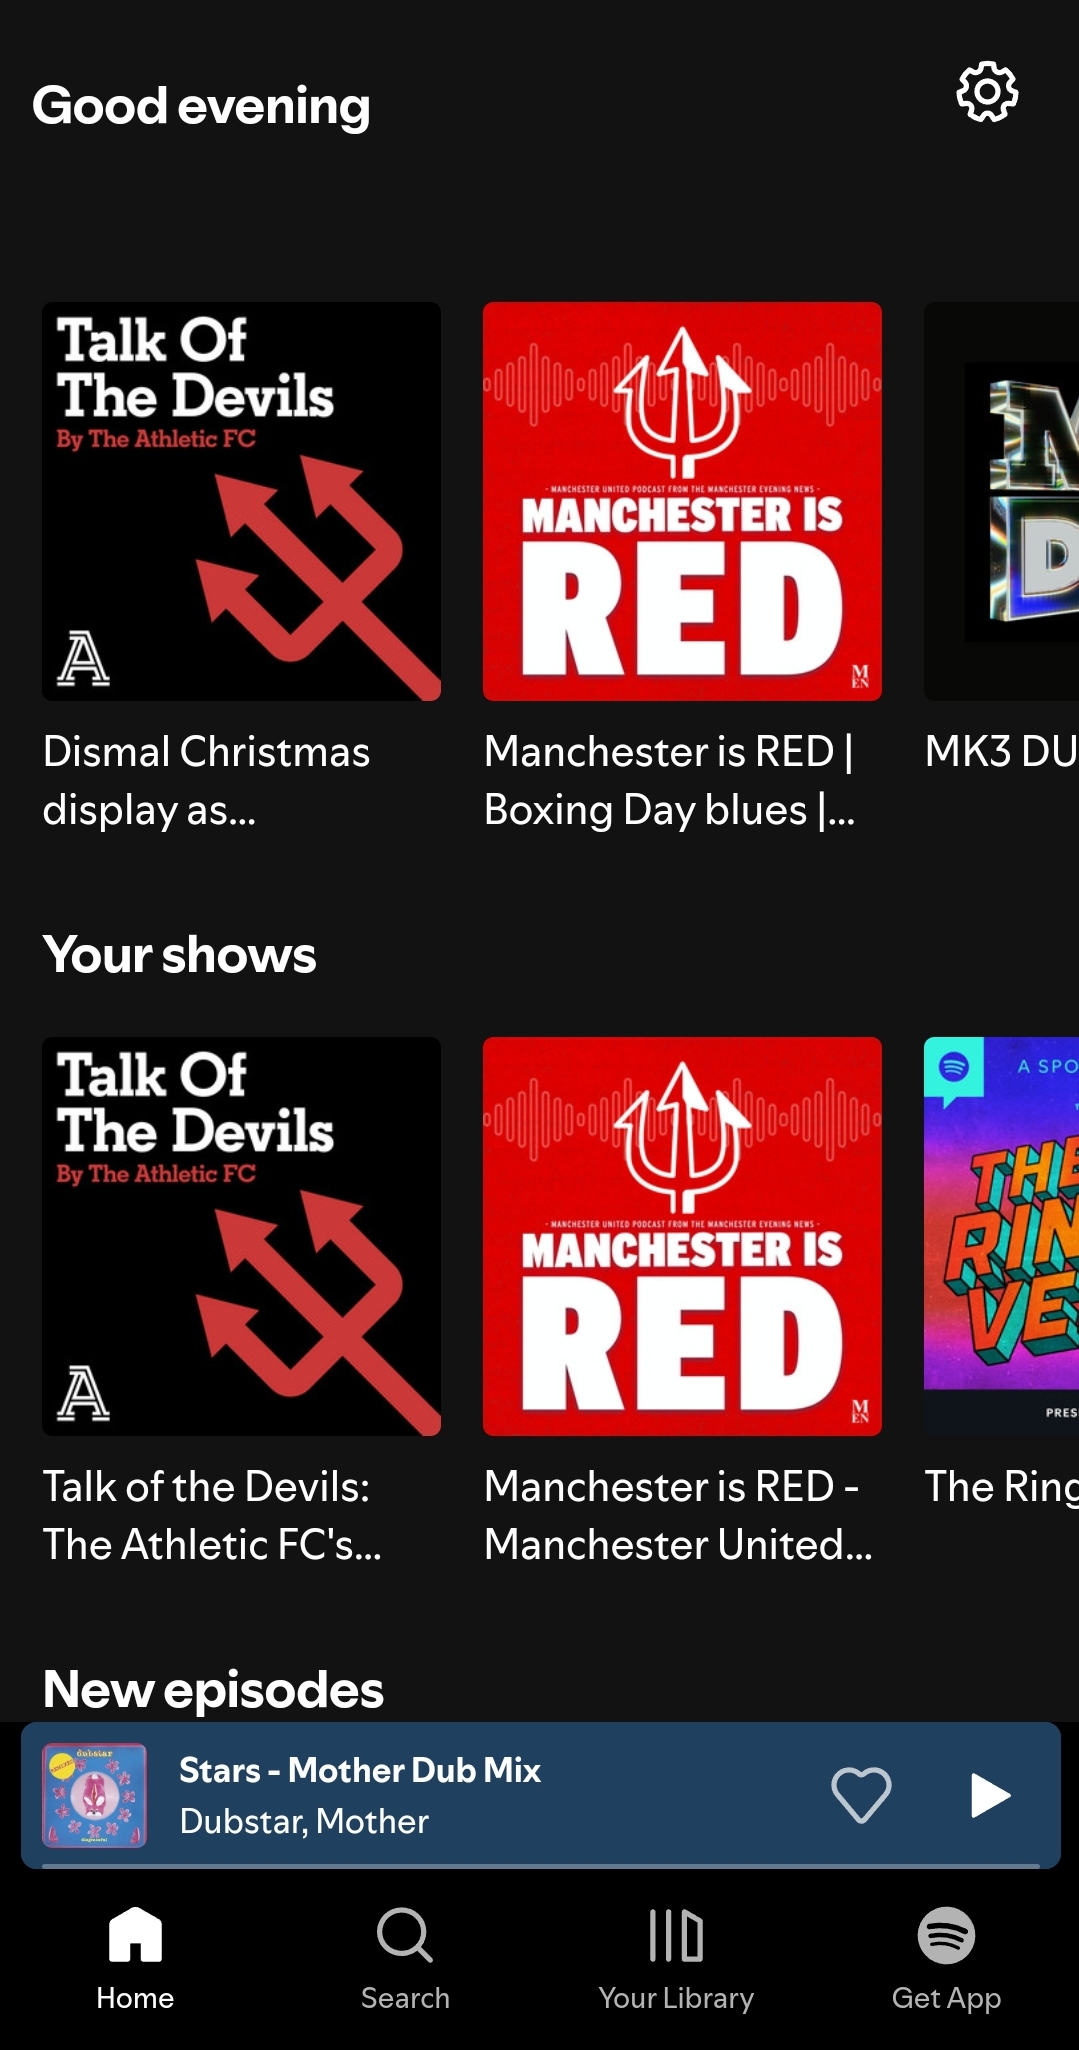 Good evening
Talk Of
The Devils
By The Athletic FC
A
- MANCHESTER UNITED PODCAST FROM THE MANCHESTER EVENING NEWS -
MANCHESTER IS
RED
M
EN
Dismal Christmas
display as...
Manchester is RED |
Boxing Day blues |...
MK3 DU
Your shows
Talk Of
The Devils
By The Athletic FC
A
- MANCHESTER UNITED PODCAST FROM THE MANCHESTER EVENING NEWS -
MANCHESTER IS
RED
M
EN
A SPO
THE
RIN
VE
PRES
Talk of the Devils:
The Athletic FC's...
Manchester is RED -
Manchester United...
The Ring
New episodes
dubstar
disgraceful
Stars - Mother Dub Mix
Dubstar, Mother
Home
Search
Your Library
Get App